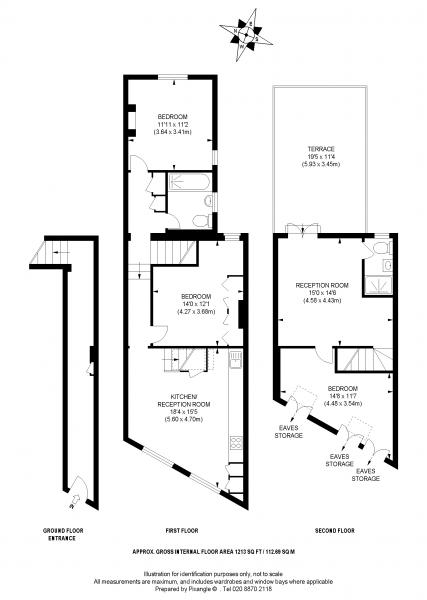 N
E
S
W
BEDROOM
11'11 x 11'2
(3.64 x 3.41m)
TERRACE
19'5 x 11'4
(5.93 x 3.45m)
BEDROOM
14'0 x 12'1
(4.27 x 3.68m)
RECEPTION ROOM
15'0 x 14'6
(4.58 x 4.43m)
KITCHEN/
RECEPTION ROOM
18'4 x 15'5
(5.60 x 4.70m)
BEDROOM
14'8 x 11'7
(4.48 x 3.54m)
EAVES
STORAGE
EAVES
STORAGE
EAVES
STORAGE
IN
GROUND FLOOR
ENTRANCE
FIRST FLOOR
SECOND FLOOR
APPROX. GROSS INTERNAL FLOOR AREA 1213 SQ FT / 112.69 SQ M
Illustration for identification purposes only, not to scale
All measurements are maximum, and includes wardrobes and window bays where applicable
Prepared by Pixangle © Tel 020 8870 2118